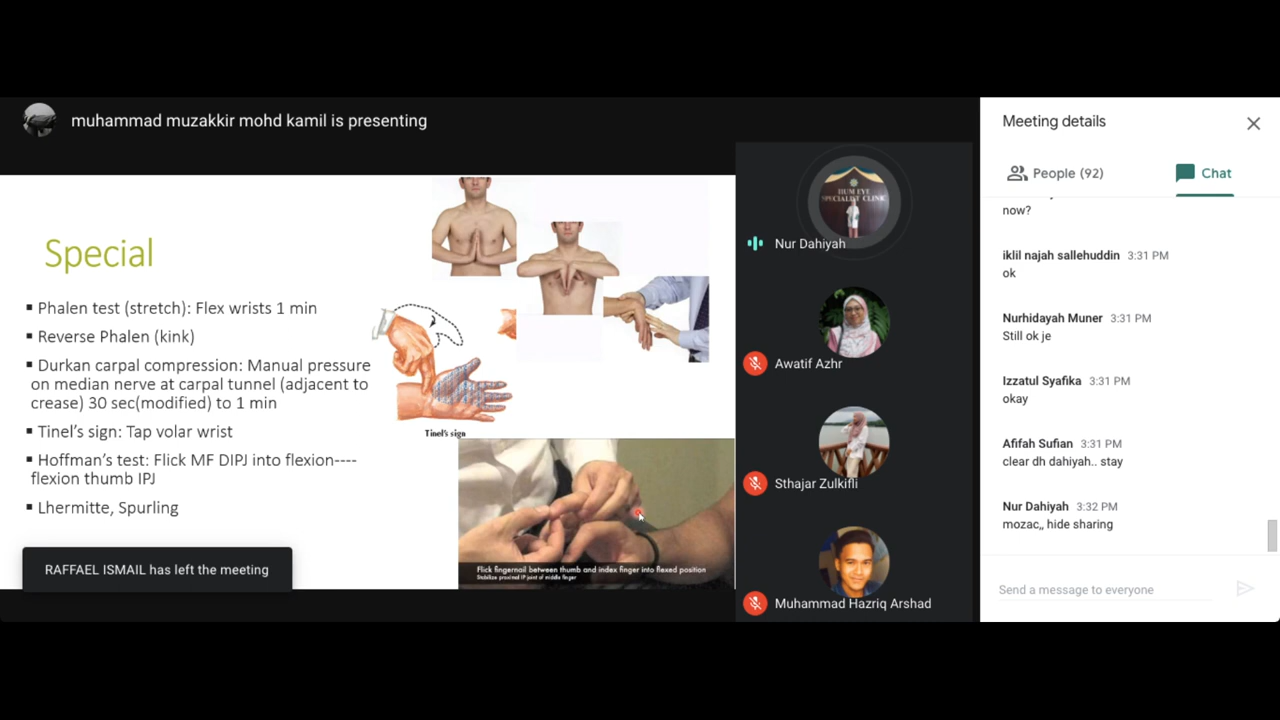 muhammad muzakkir mohd kamil is presenting
Special
▪ Phalen test (stretch): Flex wrists 1 min
▪ Reverse Phalen (kink)
▪ Durkan carpal compression: Manual pressure
on median nerve at carpal tunnel (adjacent to
crease) 30 sec(modified) to 1 min
▪ Tinel's sign: Tap volar wrist
▪ Hoffman's test: Flick MF DIPJ into flexion----
flexion thumb IPJ
▪ Lhermitte, Spurling
Tinel's sign
Flick fingernail between thumb and index finger into flexed position
Stabilize proximal IP joint of middle finger
RAFFAEL ISMAIL has left the meeting
IIUM EYE
SPECIALIST CLINIC
Nur Dahiyah
Awatif Azhr
Sthajar Zulkifli
Muhammad Hazriq Arshad
Meeting details
People (92)
Chat
now?
iklil najah sallehuddin 3:31 PM
ok
Nurhidayah Muner 3:31 PM
Still ok je
Izzatul Syafika 3:31 PM
okay
Afifah Sufian 3:31 PM
clear dh dahiyah.. stay
Nur Dahiyah 3:32 PM
mozac,, hide sharing
Send a message to everyone